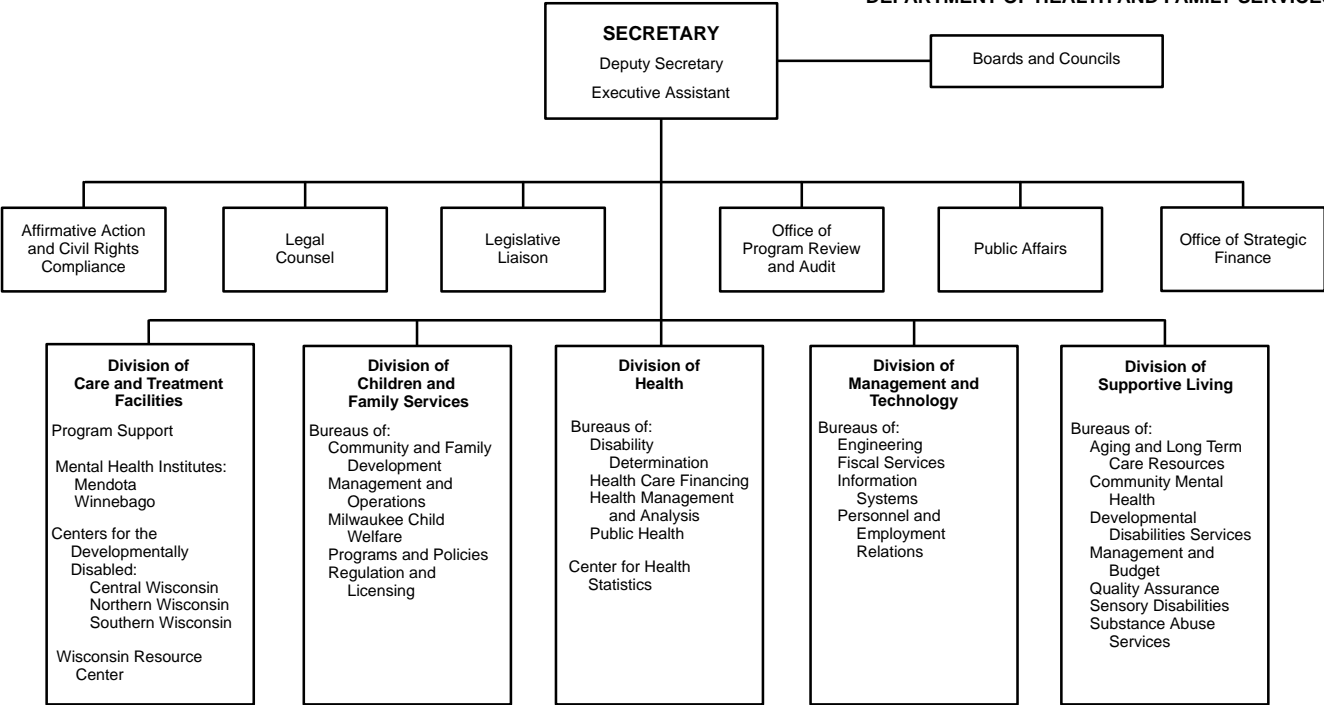 DEPARTMENT OF HEALTH AND FAMILY SERVICES
SECRETARY
Deputy Secretary
Executive Assistant
Boards and Councils
Affirmative Action
and Civil Rights
Compliance
Legal
Counsel
Legislative
Liaison
Office of
Program Review
and Audit
Public Affairs
Office of Strategic
Finance
Division of
Care and Treatment
Facilities
Program Support
Mental Health Institutes:
Mendota
Winnebago
Centers for the
Developmentally
Disabled:
Central Wisconsin
Northern Wisconsin
Southern Wisconsin
Wisconsin Resource
Center
Division of
Children and
Family Services
Bureaus of:
Community and Family
Development
Management and
Operations
Milwaukee Child
Welfare
Programs and Policies
Regulation and
Licensing
Division of
Health
Bureaus of:
Disability
Determination
Health Care Financing
Health Management
and Analysis
Public Health
Center for Health
Statistics
Division of
Management and
Technology
Bureaus of:
Engineering
Fiscal Services
Information
Systems
Personnel and
Employment
Relations
Division of
Supportive Living
Bureaus of:
Aging and Long Term
Care Resources
Community Mental
Health
Developmental
Disabilities Services
Management and
Budget
Quality Assurance
Sensory Disabilities
Substance Abuse
Services